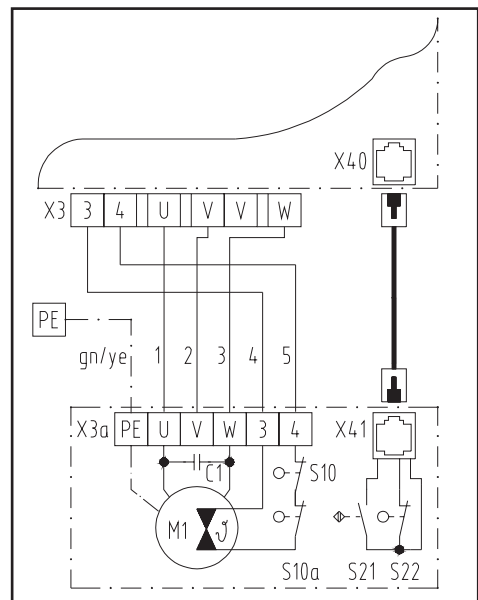 X40
X3 3 4 U V V W
PE
gn/ye 1 2 3 4 5
X3a PE U V W 3 4 X41
C1 S10
M1 ϑ
S10a S21 S22